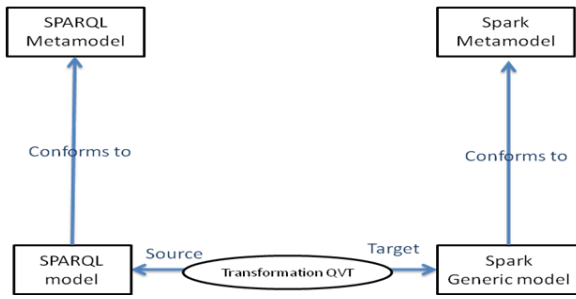 SPARQL
Metamodel
Spark
Metamodel
Conforms to
Conforms to
SPARQL
model
Source
Transformation QVT
Target
Spark
Generic model